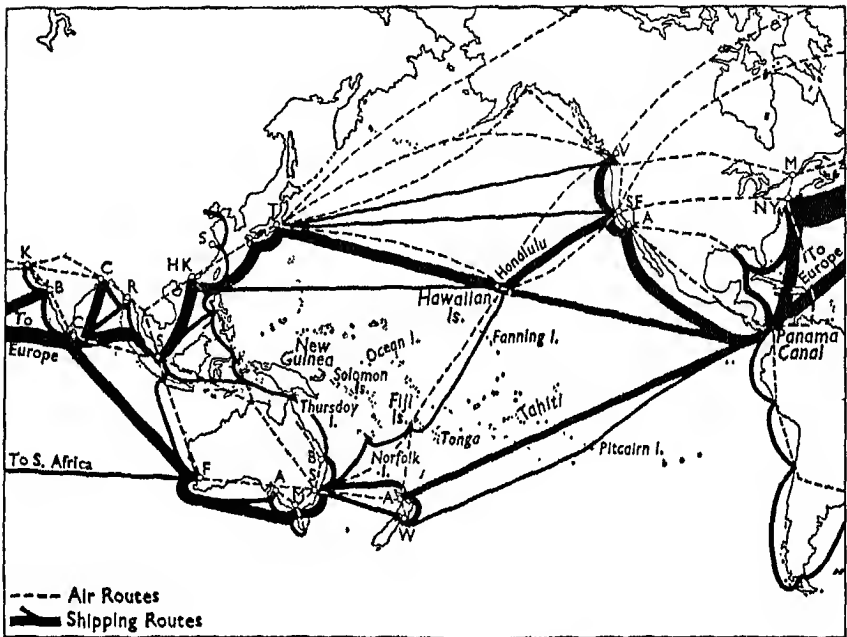 V
M
SF
LA
NY
T
S
K
C
HK
B
R
Honolulu
To
Europe
Hawaiian
Is.
To
Europe
C
S
Panama
Canal
Fanning I.
New
Guinea
Ocean I.
Solomon
Is.
Thursday
I.
Fiji
Is.
Tahiti
Tonga
Pitcairn I.
B
Norfolk
I.
To S. Africa
F
A
M
S
A
W
Air Routes
Shipping Routes